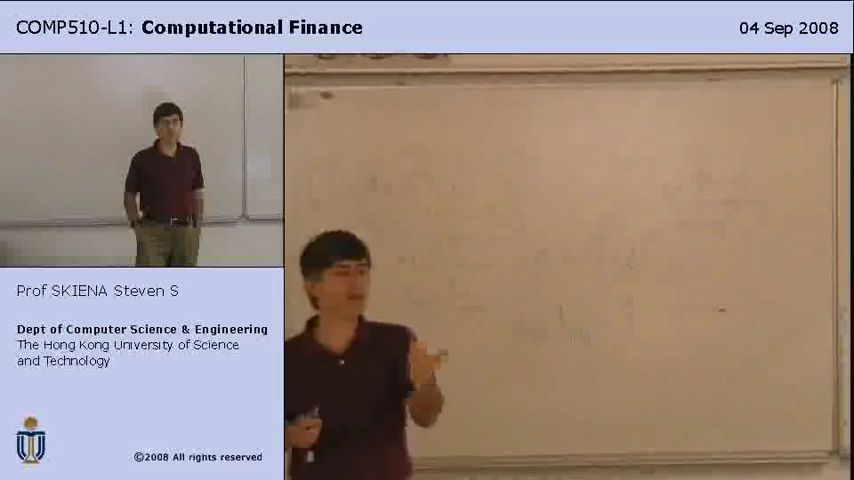 COMP510-L1: Computational Finance
04 Sep 2008
Prof SKIENA Steven S
Dept of Computer Science & Engineering
The Hong Kong University of Science
and Technology
©2008 All rights reserved